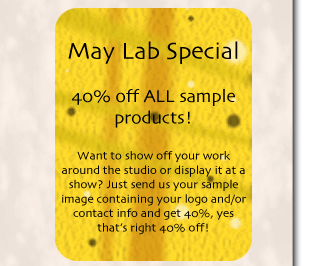 May Lab Special
40% off ALL sample
products!
Want to show off your work
around the studio or display it at a
show? Just send us your sample
image containing your logo and/or
contact info and get 40%, yes
that's right 40% off!